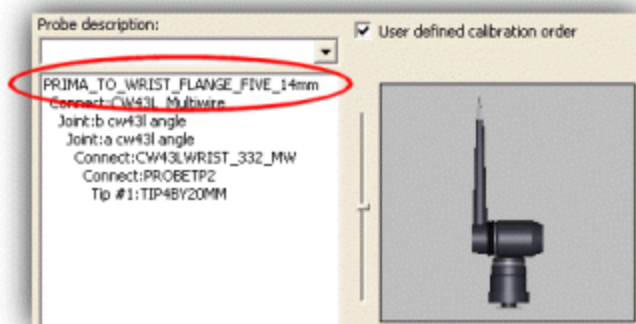 Probe description:
User defined calibration order
PRIMA_TO_WRIST_FLANGE_FIVE_14mm
Connect:CW43L_Multiwire
Joint:b cw43l angle
Joint:a cw43l angle
Connect:CW43LWRIST_332_MW
Connect:PROBETP2
Tip #1:TIP4BY20MM